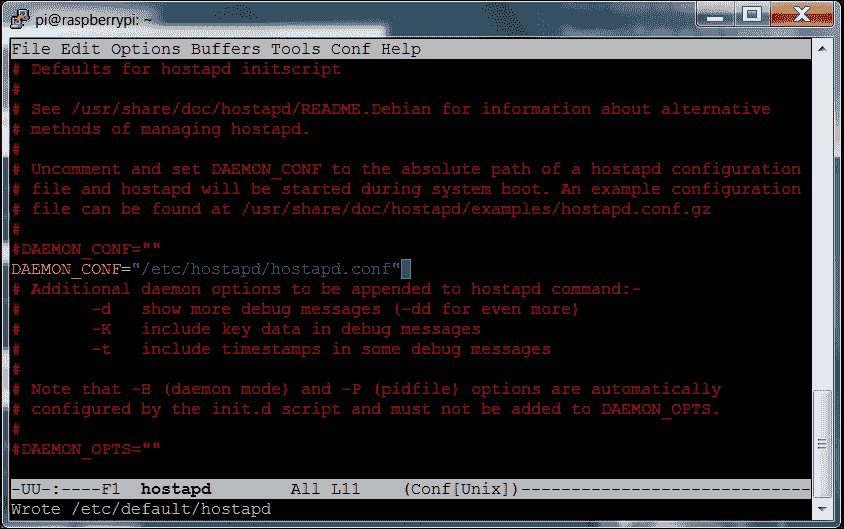 pi@raspberrypi: ~
File Edit Options Buffers Tools Conf Help
# Defaults for hostapd initscript
#
# See /usr/share/doc/hostapd/README.Debian for information about alternative
# methods of managing hostapd.
#
# Uncomment and set DAEMON_CONF to the absolute path of a hostapd configuration
# file and hostapd will be started during system boot. An example configuration
# file can be found at /usr/share/doc/hostapd/examples/hostapd.conf.gz
#
#DAEMON_CONF=""
DAEMON_CONF="/etc/hostapd/hostapd.conf"
# Additional daemon options to be appended to hostapd command:-
#       -d   show more debug messages (-dd for even more)
#       -K   include key data in debug messages
#       -t   include timestamps in some debug messages
#
# Note that -B (daemon mode) and -P (pidfile) options are automatically
# configured by the init.d script and must not be added to DAEMON_OPTS.
#
#DAEMON_OPTS=""
-UU-:----F1  hostapd       All L11    (Conf[Unix])-----------------------------
Wrote /etc/default/hostapd